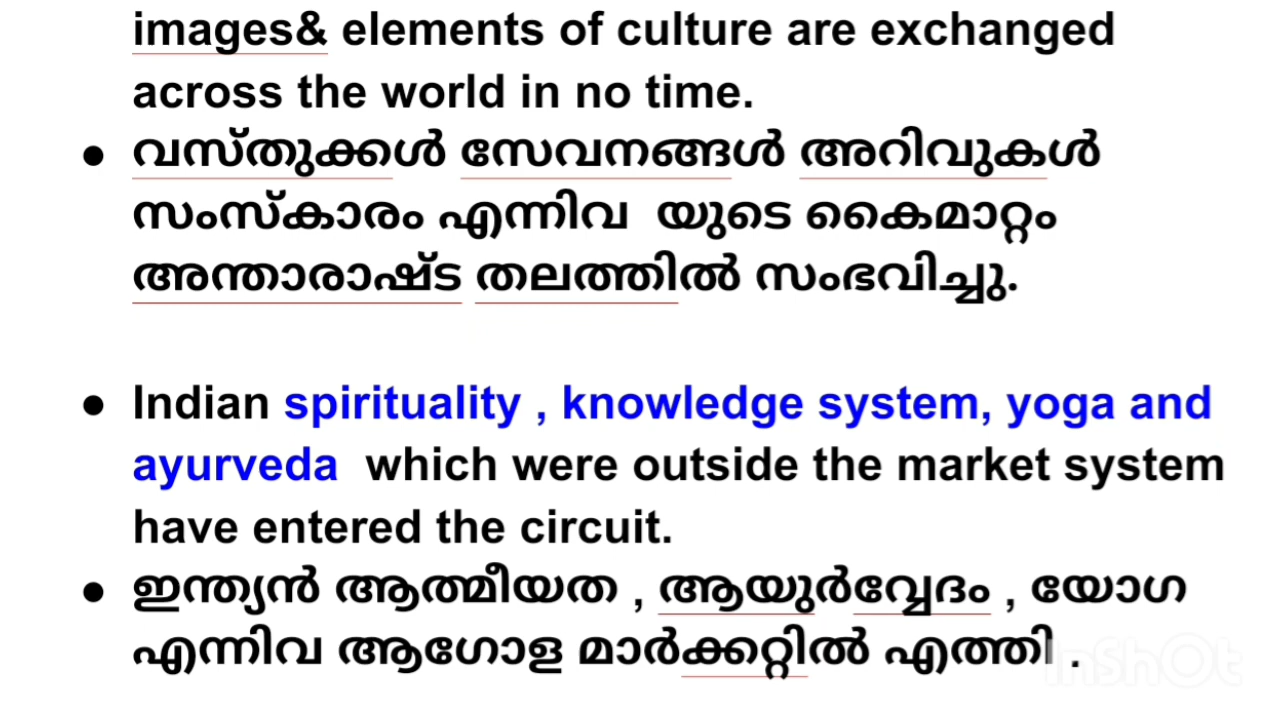 images& elements of culture are exchanged
across the world in no time.
● വസ്തുക്കൾ സേവനങ്ങൾ അറിവുകൾ
സംസ്കാരം എന്നിവ യുടെ കൈമാറ്റം
അന്താരാഷ്ട തലത്തിൽ സംഭവിച്ചു.
● Indian spirituality , knowledge system, yoga and
ayurveda which were outside the market system
have entered the circuit.
● ഇന്ത്യൻ ആത്മീയത , ആയുർവ്വേദം , യോഗ
എന്നിവ ആഗോള മാർക്കറ്റിൽ എത്തി .
InShOt